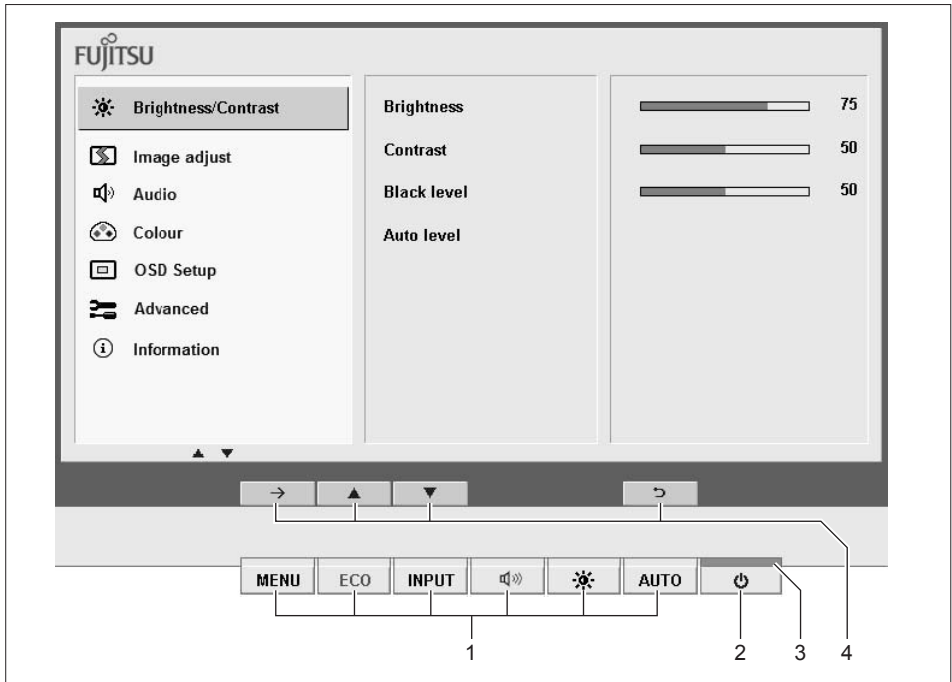 FUJITSU
Brightness/Contrast
Image adjust
Audio
Colour
OSD Setup
Advanced
Information
Brightness
Contrast
Black level
Auto level
75
50
50
MENU
ECO
INPUT
AUTO
1
2
3
4